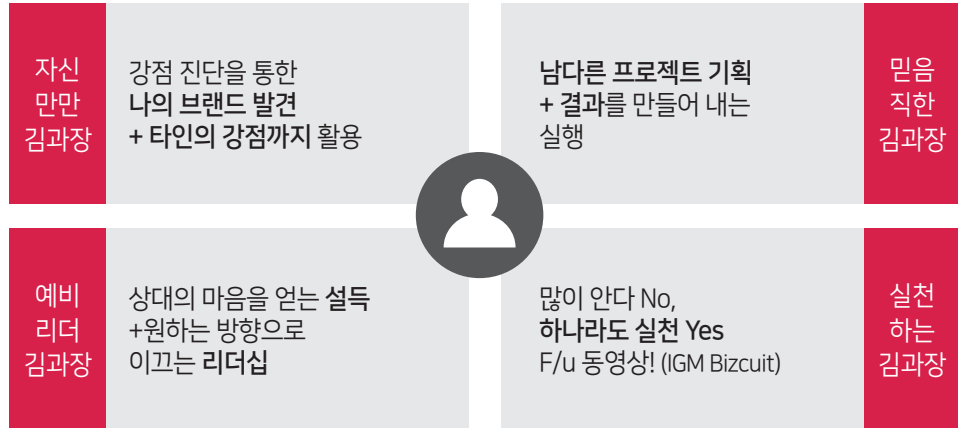 자신
만만
김과장
강점 진단을 통한
나의 브랜드 발견
+ 타인의 강점까지 활용
남다른 프로젝트 기획
+ 결과를 만들어 내는
실행
믿음
직한
김과장
예비
리더
김과장
상대의 마음을 얻는 설득
+원하는 방향으로
이끄는 리더십
많이 안다 No,
하나라도 실천 Yes
F/u 동영상! (IGM Bizcuit)
실천
하는
김과장